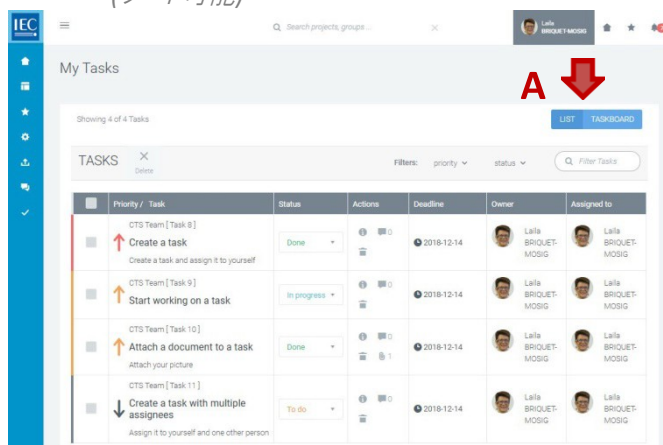 (ソート可能)
IEC
Search projects, groups ...
Laila
BRIQUET-MOSIG
My Tasks
A
Showing 4 of 4 Tasks
LIST TASKBOARD
TASKS
Delete
Filters: priority status Filter Tasks
Priority / Task Status Actions Deadline Owner Assigned to
CTS Team [ Task 8 ]
Create a task
Create a task and assign it to yourself
Done
0
2018-12-14
Laila
BRIQUET-
MOSIG
Laila
BRIQUET-
MOSIG
CTS Team [ Task 9 ]
Start working on a task
In progress
0
2018-12-14
Laila
BRIQUET-
MOSIG
Laila
BRIQUET-
MOSIG
CTS Team [ Task 10 ]
Attach a document to a task
Attach your picture
Done
0
1
2018-12-14
Laila
BRIQUET-
MOSIG
Laila
BRIQUET-
MOSIG
CTS Team [ Task 11 ]
Create a task with multiple
assignees
Assign it to yourself and one other person
To do
0
2018-12-14
Laila
BRIQUET-
MOSIG
Laila
BRIQUET-
MOSIG